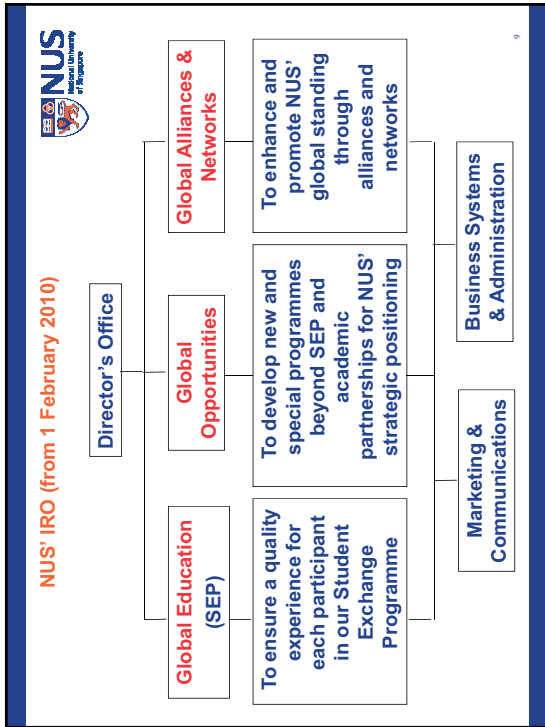 NUS' IRO (from 1 February 2010)
NUS
National University
of Singapore
Director's Office
Global Education
(SEP)
Global
Opportunities
Global Alliances &
Networks
To ensure a quality
experience for
each participant
in our Student
Exchange
Programme
To develop new and
special programmes
beyond SEP and
academic
partnerships for NUS'
strategic positioning
To enhance and
promote NUS'
global standing
through
alliances and
networks
Marketing &
Communications
Business Systems
& Administration
9